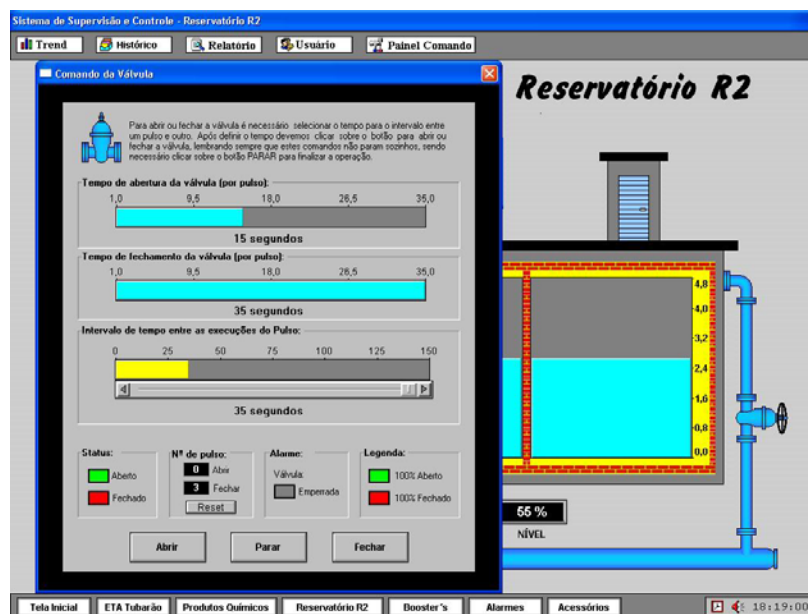 Sistema de Supervisão e Controle - Reservatório R2
Trend Histórico Relatório Usuário Painel Comando
Comando da Válvula
Reservatório R2
Para abrir ou fechar a válvula é necessário selecionar o tempo para o intervalo entre
um pulso e outro. Após definir o tempo devemos clicar sobre o botão para abrir ou
fechar a válvula, lembrando sempre que estes comandos não param sozinhos, sendo
necessário clicar sobre o botão PARAR para finalizar a operação.
Tempo de abertura da válvula (por pulso):
1,0 9,5 18,0 26,5 35,0
15 segundos
Tempo de fechamento da válvula (por pulso):
1,0 9,5 18,0 26,5 35,0
35 segundos
Intervalo de tempo entre as execuções do Pulso:
0 25 50 75 100 125 150
35 segundos
4,8
4,0
3,2
2,4
1,6
0,8
0,0
Status:
Aberto
Fechado
Nº de pulso:
0 Abrir
3 Fechar
Reset
Alarme:
Válvula:
Emperrada
Legenda:
100% Aberto
100% Fechado
55 %
NÍVEL
Abrir Parar Fechar
Tela Inicial ETA Tubarão Produtos Químicos Reservatório R2 Booster's Alarmes Acessórios 18:19:00